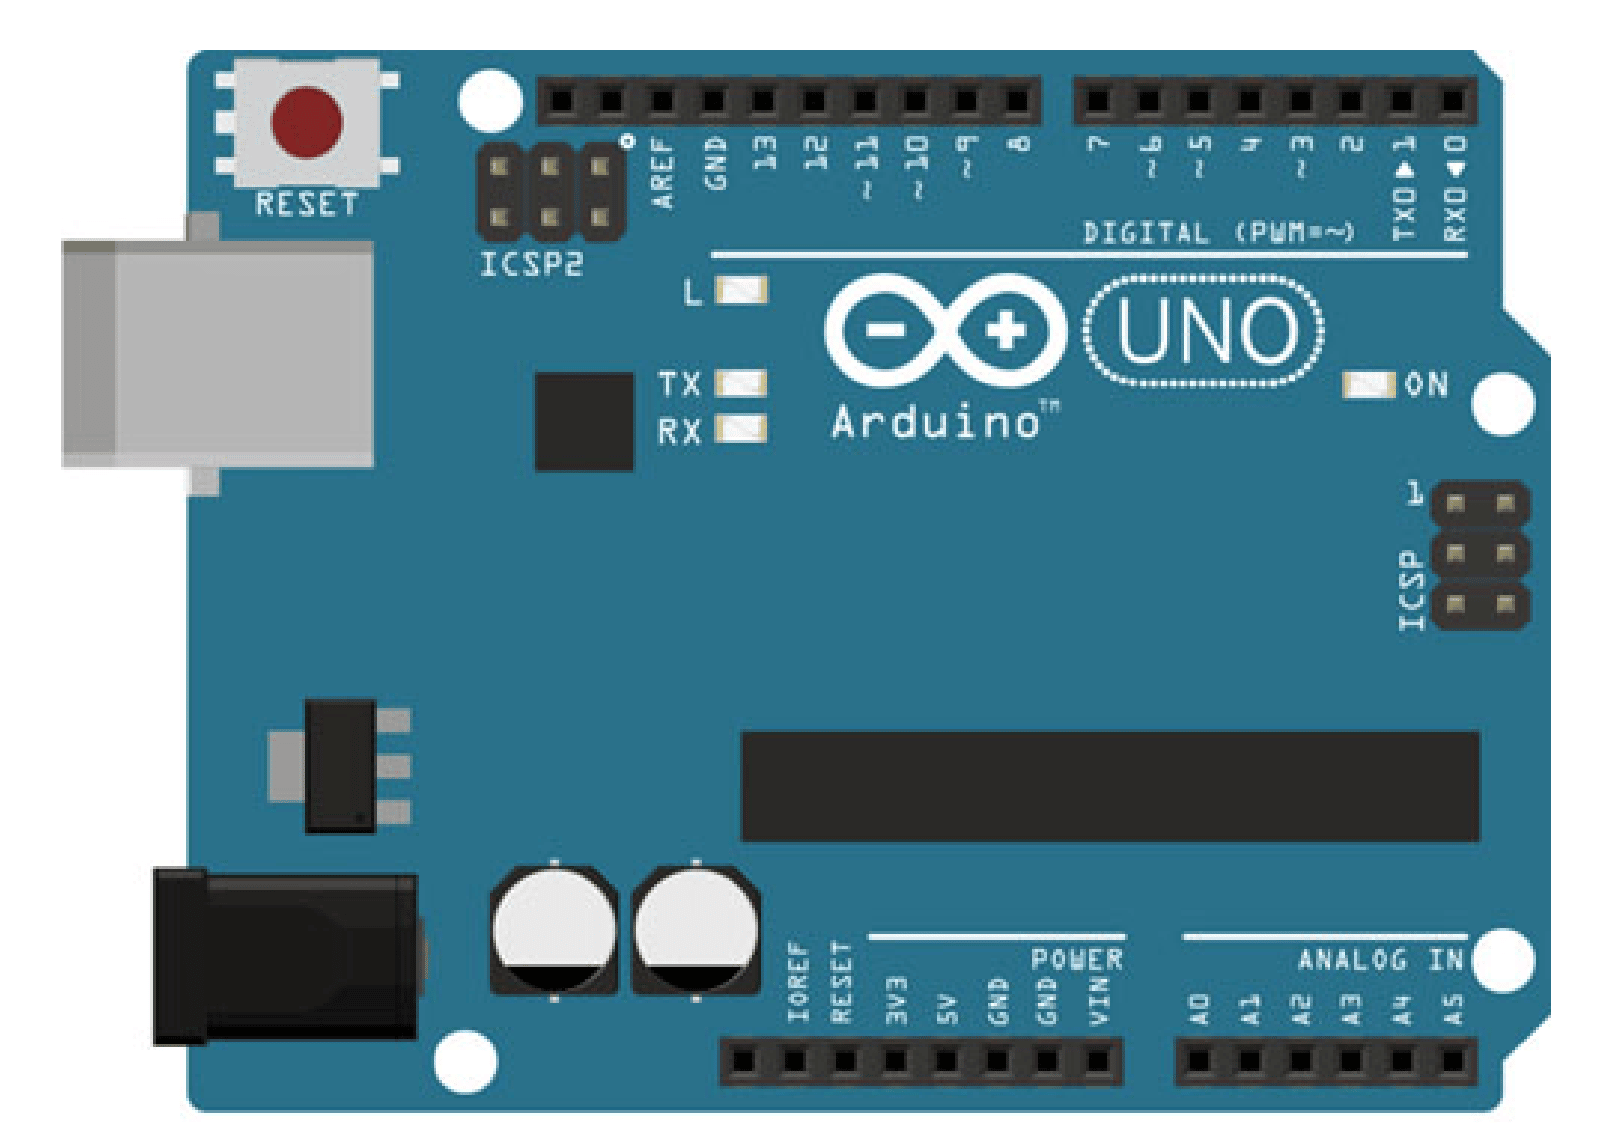 RESET
ICSP2
AREF
GND
13
12
~11
~10
~9
8
7
~6
~5
4
~3
2
TX0▶1
RX0◀0
DIGITAL (PWM=~)
L
TX
RX
UNO
Arduino™
ON
1
ICSP
POWER
ANALOG IN
IOREF
RESET
3V3
5V
GND
GND
VIN
A0
A1
A2
A3
A4
A5